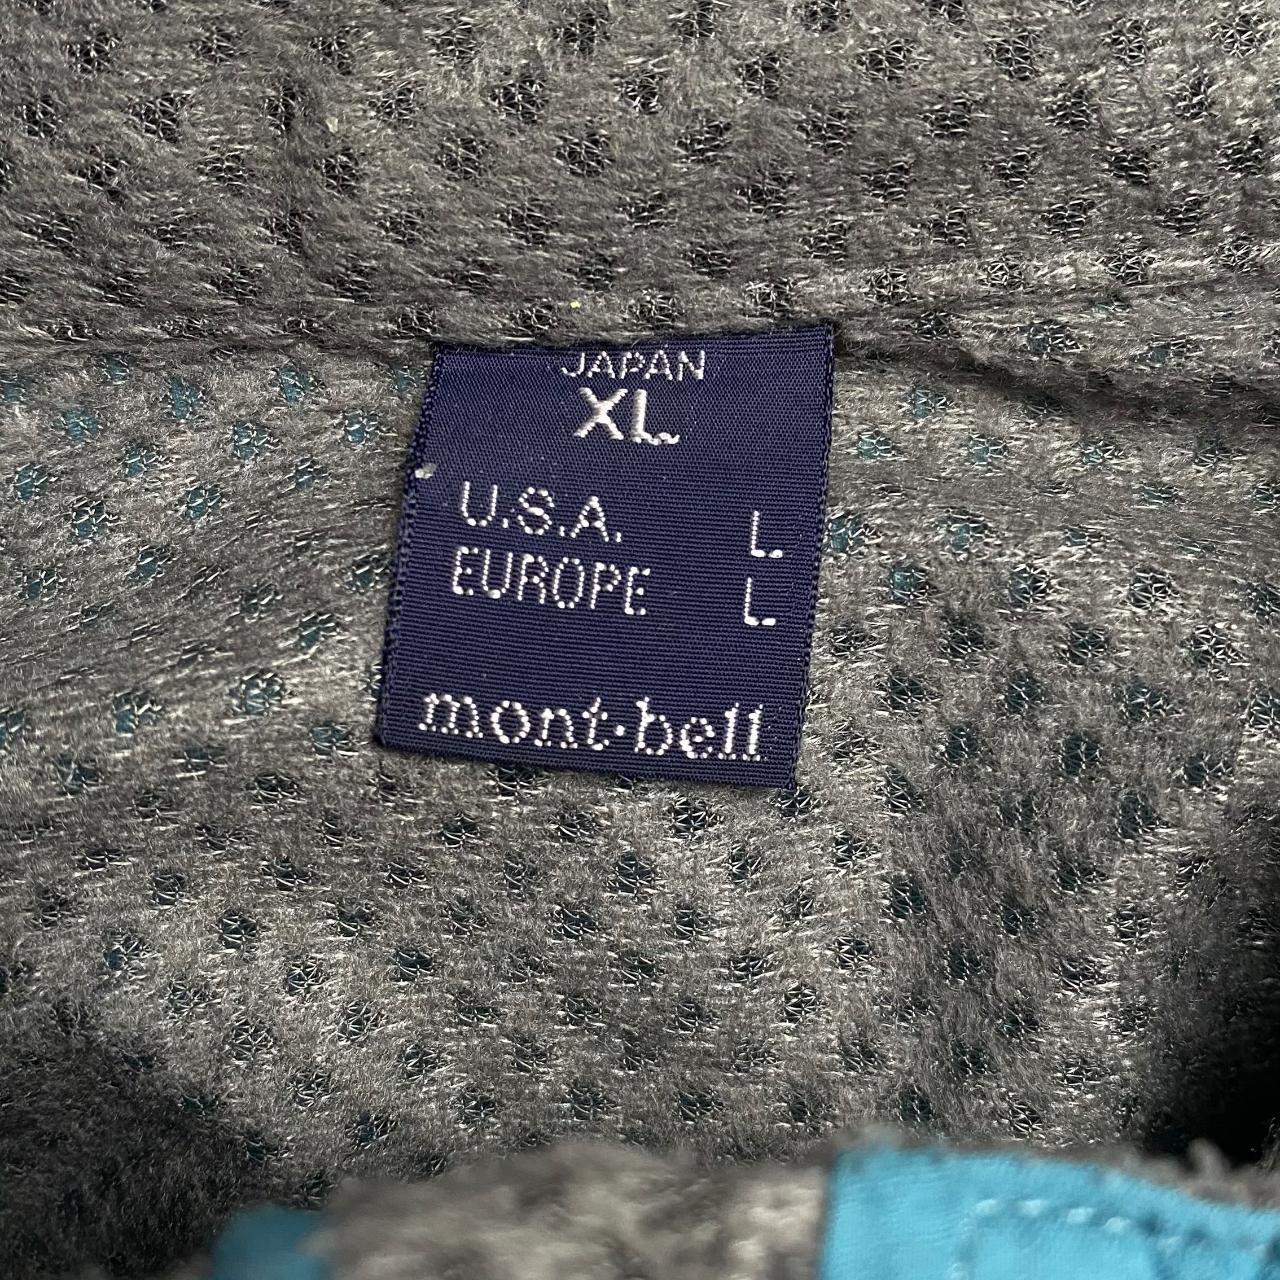 JAPAN
XL
U.S.A. L
EUROPE L
mont·bell